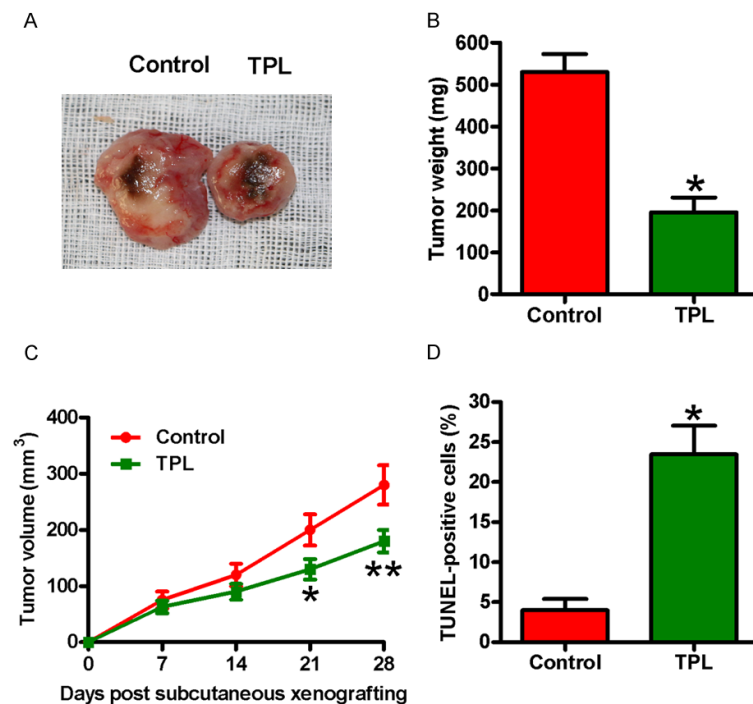 A
Control TPL
B
Tumor weight (mg)
600
500
400
300
200
100
0
*
Control TPL
C
Tumor volume (mm³)
400
300
200
100
0
Control
TPL
*
**
0 7 14 21 28
Days post subcutaneous xenografting
D
TUNEL-positive cells (%)
30
25
20
15
10
5
0
*
Control TPL